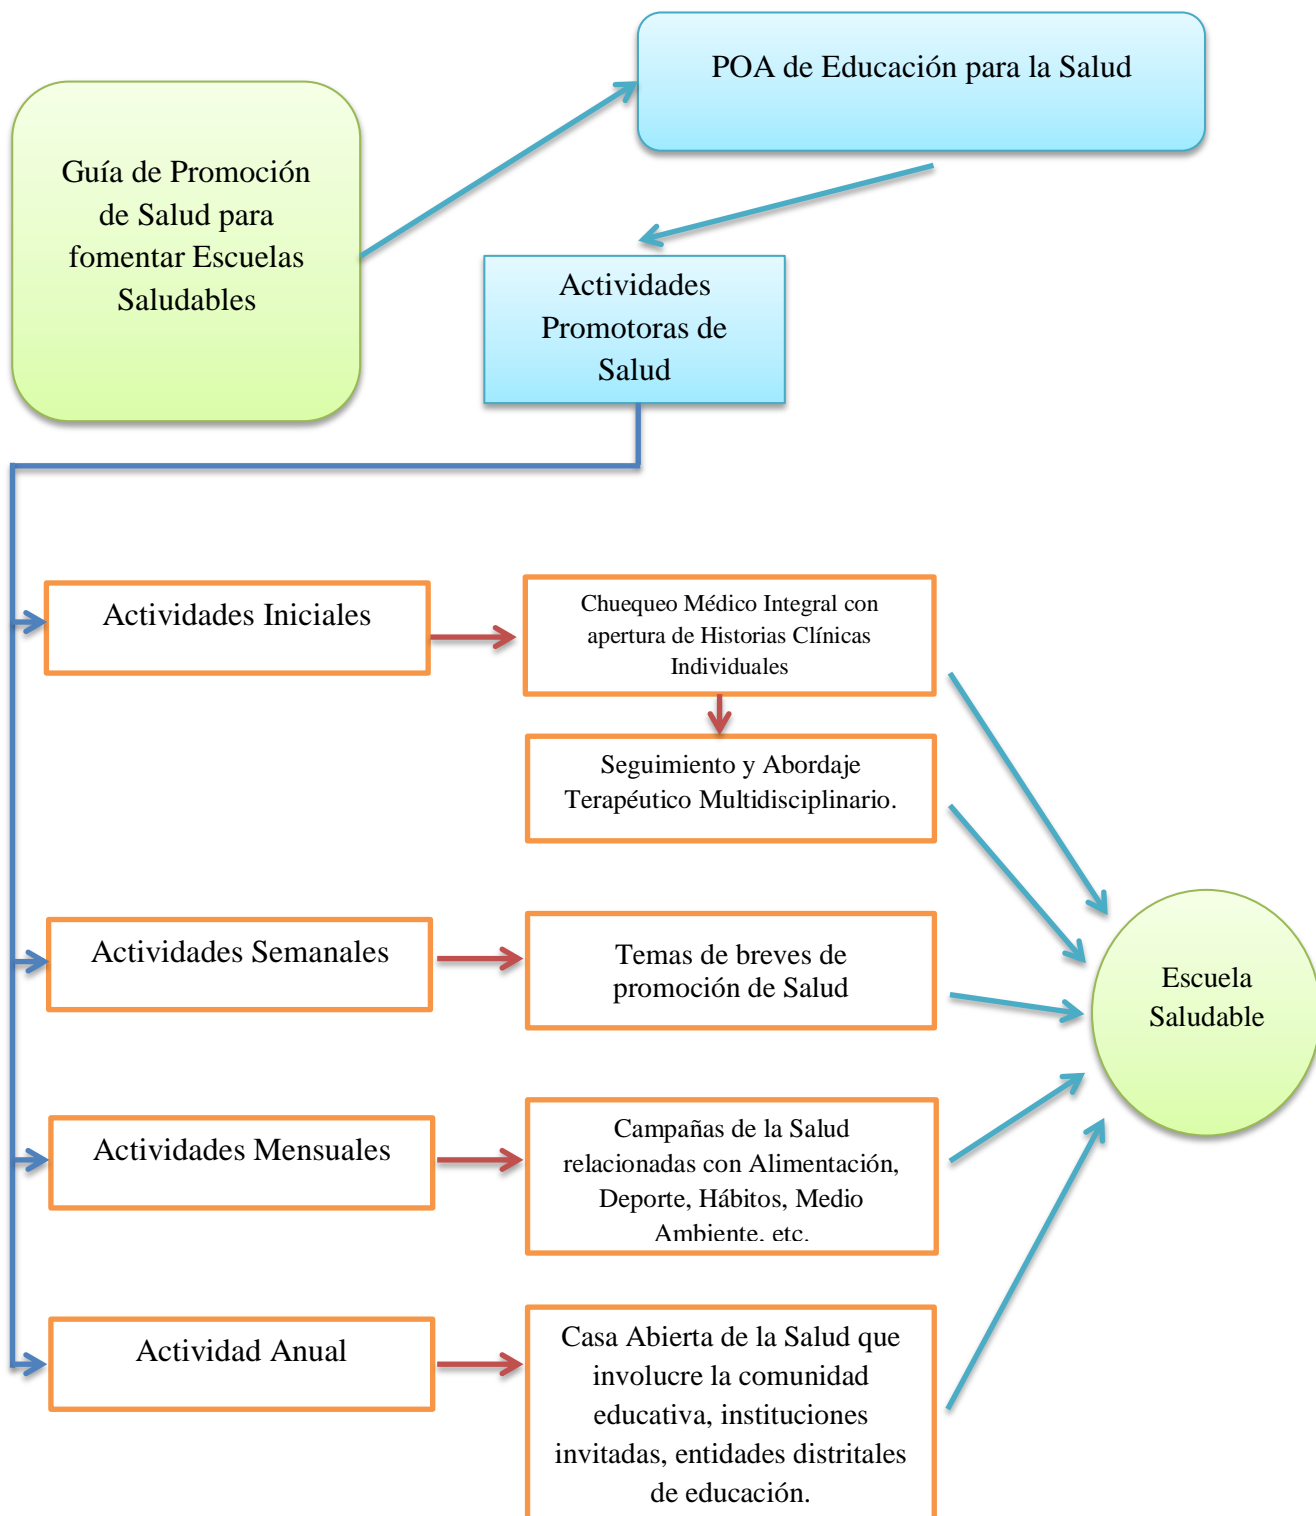 POA de Educación para la Salud
Guía de Promoción
de Salud para
fomentar Escuelas
Saludables
Actividades
Promotoras de
Salud
Actividades Iniciales
Chuequeo Médico Integral con
apertura de Historias Clínicas
Individuales
Seguimiento y Abordaje
Terapéutico Multidisciplinario.
Actividades Semanales
Temas de breves de
promoción de Salud
Escuela
Saludable
Actividades Mensuales
Campañas de la Salud
relacionadas con Alimentación,
Deporte, Hábitos, Medio
Ambiente, etc.
Actividad Anual
Casa Abierta de la Salud que
involucre la comunidad
educativa, instituciones
invitadas, entidades distritales
de educación.